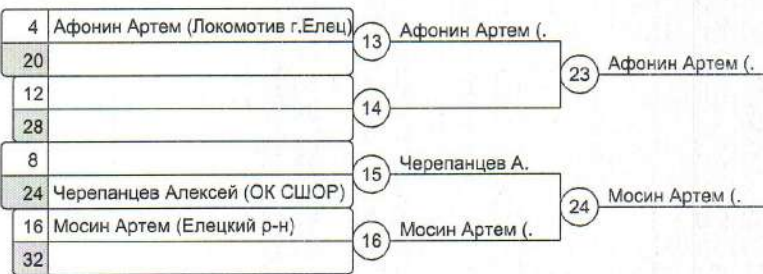 4 Афонин Артем (Локомотив г.Елец)
20
12
28
8
24 Черепанцев Алексей (ОК СШОР)
16 Мосин Артем (Елецкий р-н)
32
13 Афонин Артем (.
14
15 Черепанцев А.
16 Мосин Артем (.
23 Афонин Артем (.
24 Мосин Артем (.